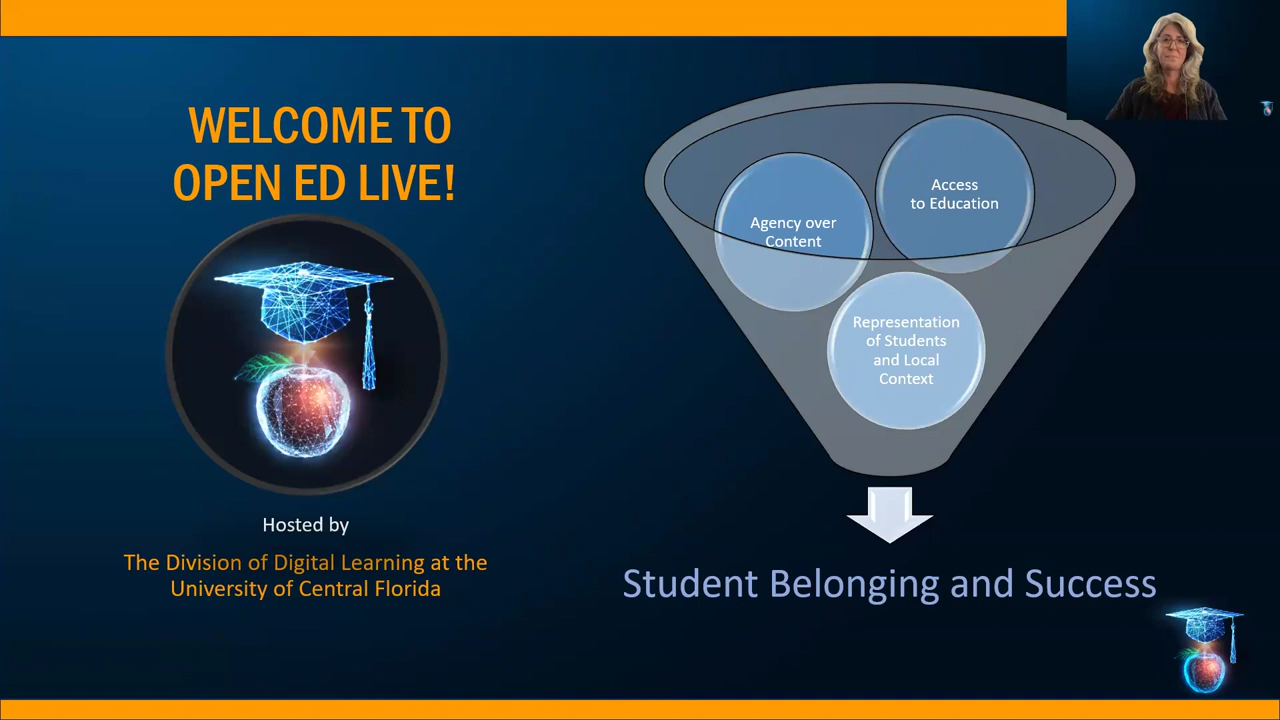 WELCOME TO
OPEN ED LIVE!
Hosted by
The Division of Digital Learning at the
University of Central Florida
Agency over
Content
Access
to Education
Representation
of Students
and Local
Context
Student Belonging and Success